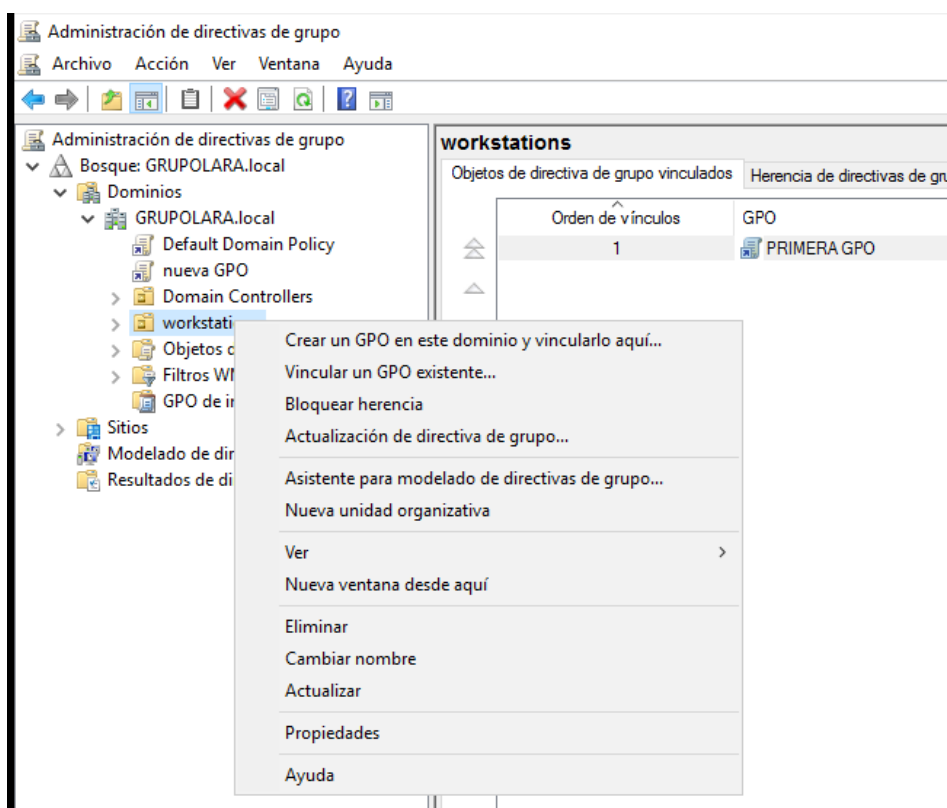 Administración de directivas de grupo
Archivo Acción Ver Ventana Ayuda
Administración de directivas de grupo
Bosque: GRUPOLARA.local
Dominios
GRUPOLARA.local
Default Domain Policy
nueva GPO
Domain Controllers
workstati
Objetos d
Filtros WM
GPO de in
Sitios
Modelado de dir
Resultados de di
workstations
Objetos de directiva de grupo vinculados Herencia de directivas de gru
Orden de vínculos GPO
1 PRIMERA GPO
Crear un GPO en este dominio y vincularlo aquí...
Vincular un GPO existente...
Bloquear herencia
Actualización de directiva de grupo...
Asistente para modelado de directivas de grupo...
Nueva unidad organizativa
Ver
Nueva ventana desde aquí
Eliminar
Cambiar nombre
Actualizar
Propiedades
Ayuda